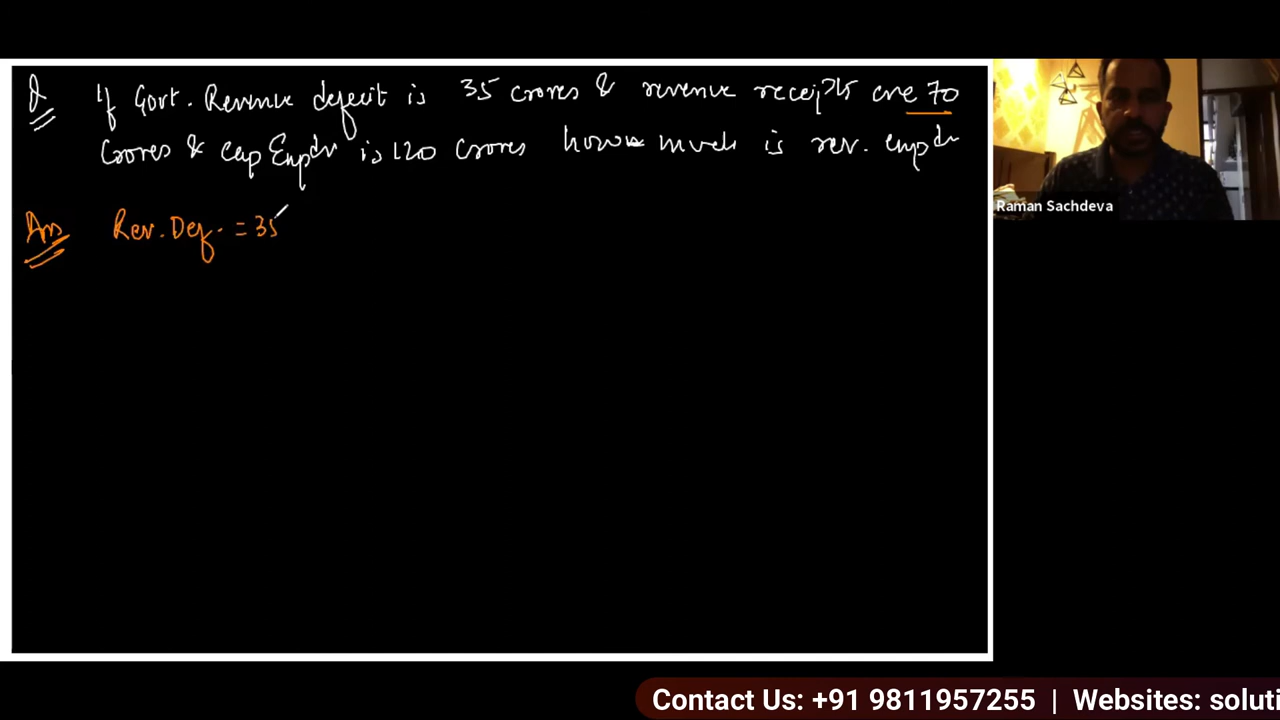 Q If Govt. Revenue deficit is 35 crores & revenue receipts are 70
Crores & Cap Expdr is 120 Crores how much is rev. expdr
Ans Rev. Def. = 35
Raman Sachdeva
Contact Us: +91 9811957255 | Websites: soluti